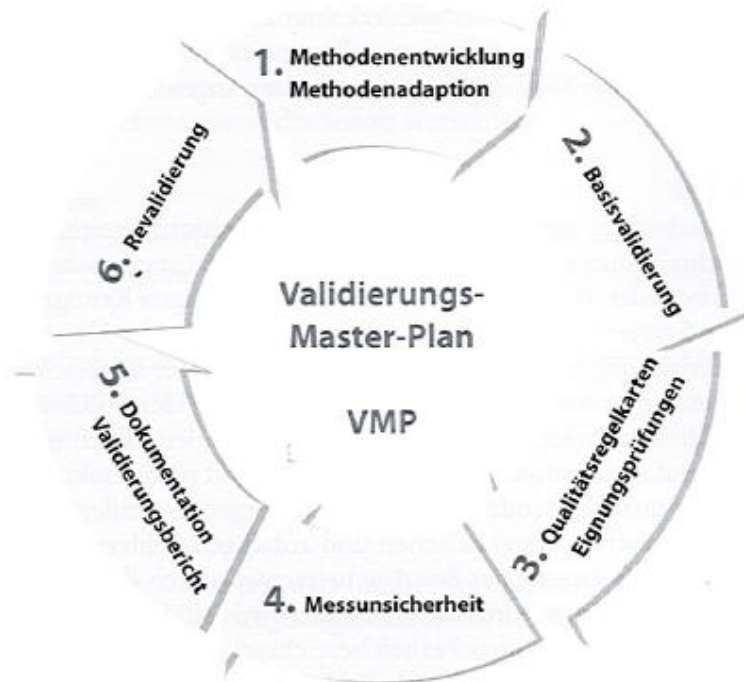 1. Methodenentwicklung
Methodenadaption
2. Basisvalidierung
3. Qualitätsregelkarten
Eignungsprüfungen
4. Messunsicherheit
5. Dokumentation
Validierungsbericht
6. Revalidierung
Validierungs-
Master-Plan
VMP